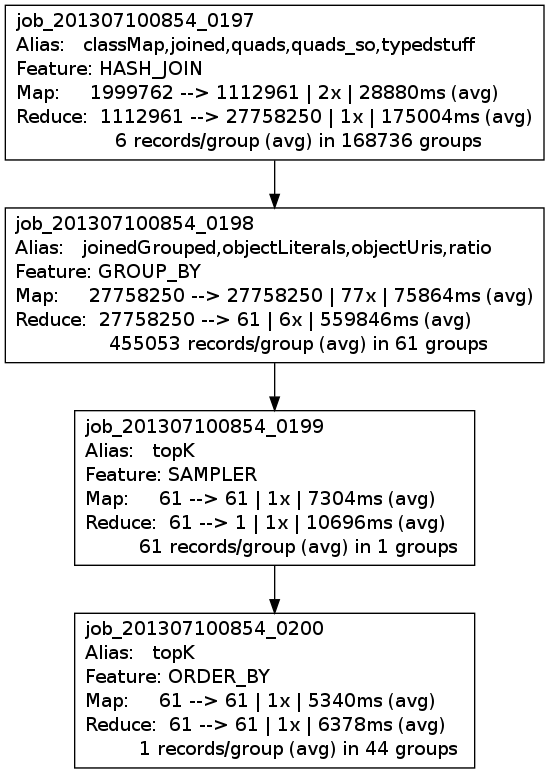 job_201307100854_0197
Alias: classMap,joined,quads,quads_so,typedstuff
Feature: HASH_JOIN
Map: 1999762 --> 1112961 | 2x | 28880ms (avg)
Reduce: 1112961 --> 27758250 | 1x | 175004ms (avg)
6 records/group (avg) in 168736 groups
job_201307100854_0198
Alias: joinedGrouped,objectLiterals,objectUris,ratio
Feature: GROUP_BY
Map: 27758250 --> 27758250 | 77x | 75864ms (avg)
Reduce: 27758250 --> 61 | 6x | 559846ms (avg)
455053 records/group (avg) in 61 groups
job_201307100854_0199
Alias: topK
Feature: SAMPLER
Map: 61 --> 61 | 1x | 7304ms (avg)
Reduce: 61 --> 1 | 1x | 10696ms (avg)
61 records/group (avg) in 1 groups
job_201307100854_0200
Alias: topK
Feature: ORDER_BY
Map: 61 --> 61 | 1x | 5340ms (avg)
Reduce: 61 --> 61 | 1x | 6378ms (avg)
1 records/group (avg) in 44 groups